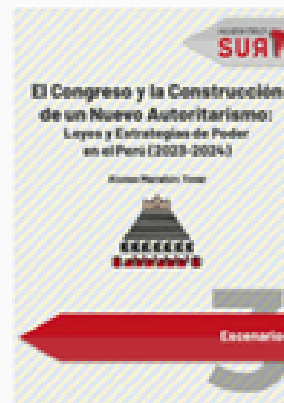 SUR
El Congreso y la Construcción
de un Nuevo Autoritarismo:
Leyes y Estrategias de Poder
en el Perú (2023-2024)
3
Escenarios